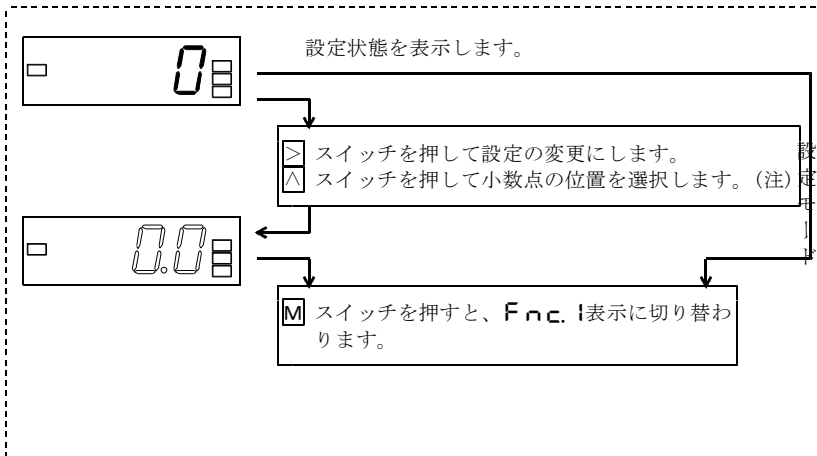 0
設定状態を表示します。
> スイッチを押して設定の変更にします。
∧ スイッチを押して小数点の位置を選択します。(注)
0.0
M スイッチを押すと、Fnc.1表示に切り替わ
ります。
設定モード